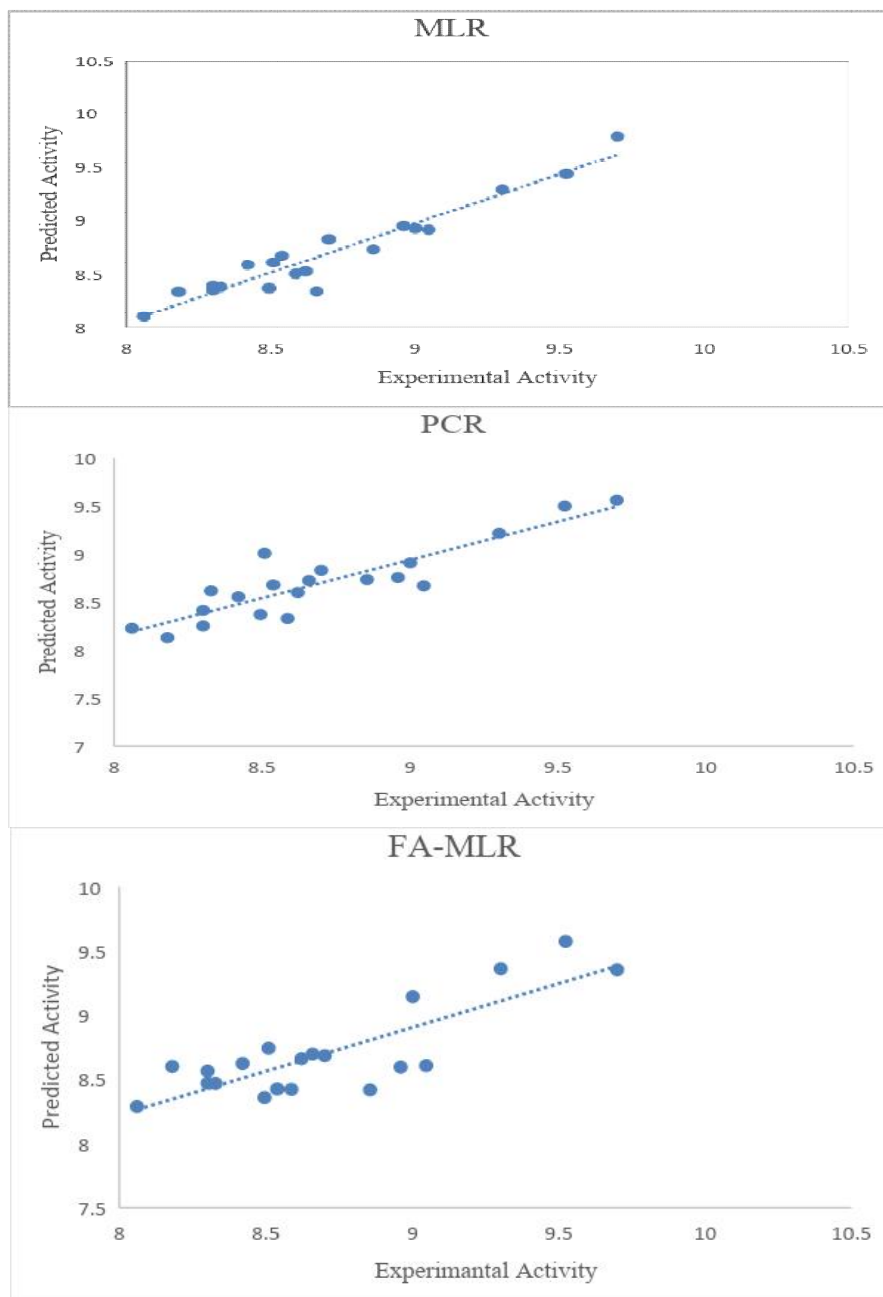 MLR
10.5
10
9.5
9
8.5
8
Predicted Activity
8 8.5 9 9.5 10 10.5
Experimental Activity
PCR
10
9.5
9
8.5
8
7.5
7
Predicted Activity
8 8.5 9 9.5 10 10.5
Experimental Activity
FA-MLR
10
9.5
9
8.5
8
7.5
Predicted Activity
8 8.5 9 9.5 10 10.5
Experimantal Activity